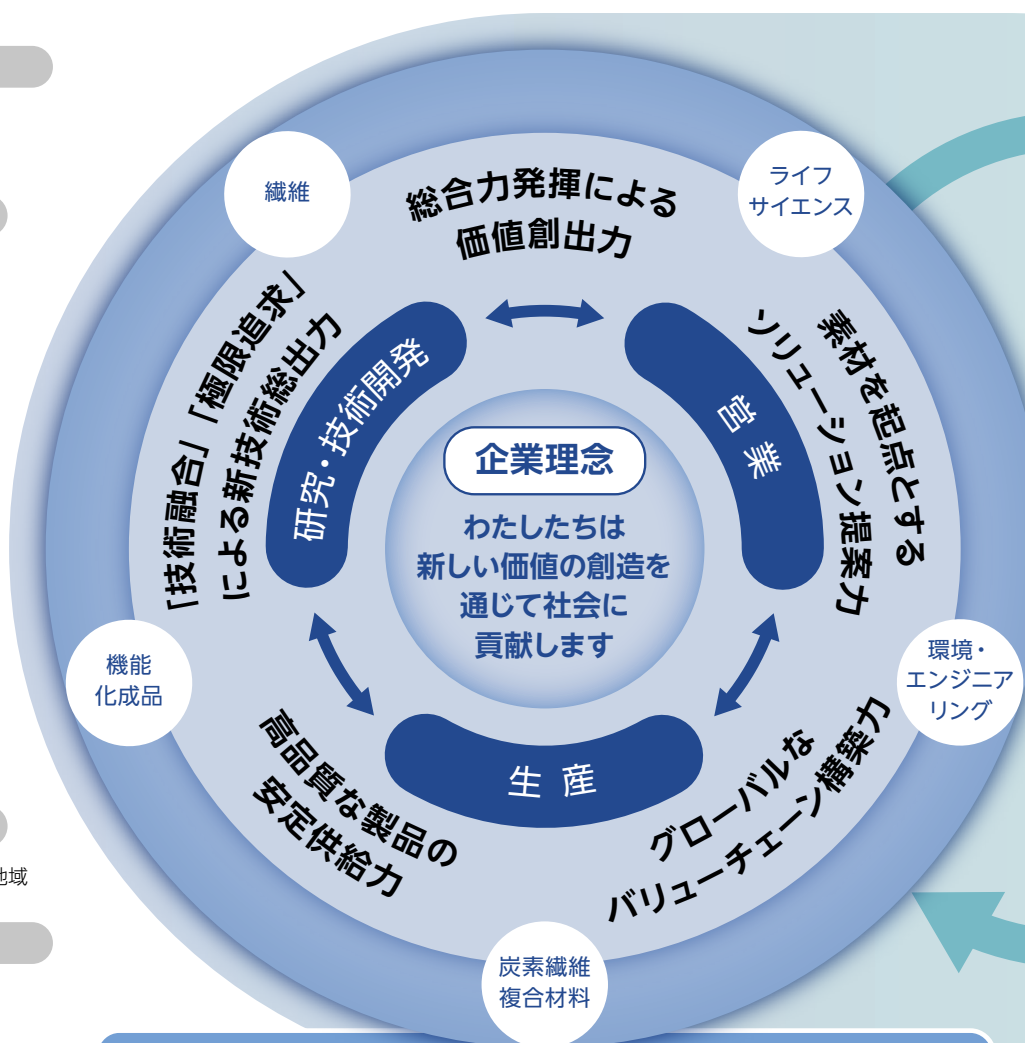 繊維
ライフ
サイエンス
総合力発揮による
価値創出力
「技術融合」「極限追求」
による新技術総出力
素材を起点とする
ソリューション提案力
研究・技術開発
営業
企業理念
わたしたちは
新しい価値の創造を
通じて社会に
貢献します
機能
化成品
環境・
エンジニア
リング
生産
高品質な製品の
安定供給力
グローバルな
バリューチェーン構築力
地域
炭素繊維
複合材料